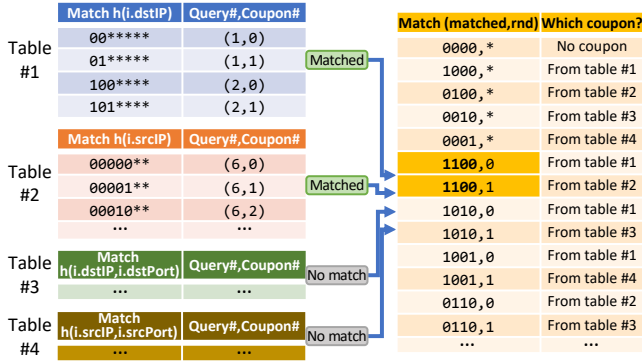 Table #1
Match h(i.dstIP) Query#,Coupon#
00***** (1,0)
01***** (1,1)
100**** (2,0)
101**** (2,1)
Matched
Table #2
Match h(i.srcIP) Query#,Coupon#
00000** (6,0)
00001** (6,1)
00010** (6,2)
... ...
Matched
Table #3
Match
h(i.dstIP,i.dstPort) Query#,Coupon#
... ...
No match
Table #4
Match
h(i.srcIP,i.srcPort) Query#,Coupon#
... ...
No match
Match (matched,rnd) Which coupon?
0000,* No coupon
1000,* From table #1
0100,* From table #2
0010,* From table #3
0001,* From table #4
1100,0 From table #1
1100,1 From table #2
1010,0 From table #1
1010,1 From table #3
1001,0 From table #1
1001,1 From table #4
0110,0 From table #2
0110,1 From table #3
... ...